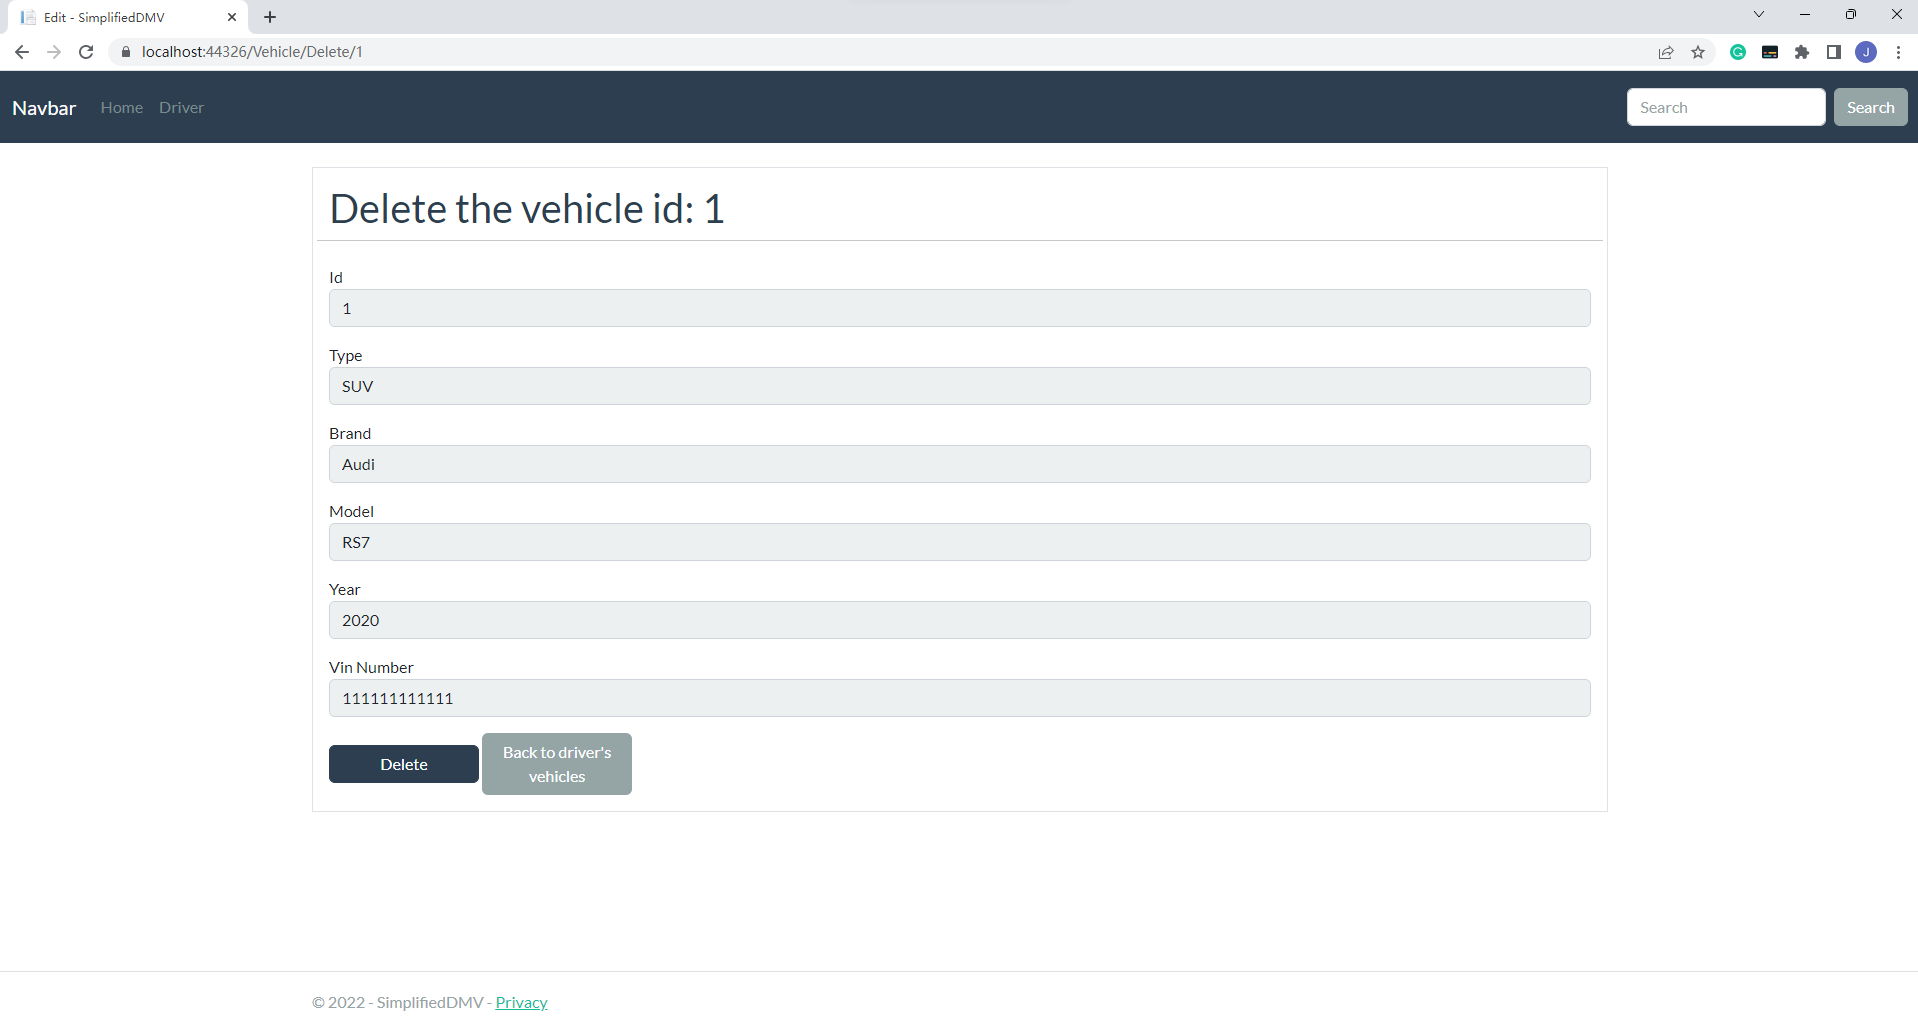 Edit - SimplifiedDMV
localhost:44326/Vehicle/Delete/1
J
Navbar Home Driver Search Search
Delete the vehicle id: 1
Id
1
Type
SUV
Brand
Audi
Model
RS7
Year
2020
Vin Number
111111111111
Delete
Back to driver's
vehicles
© 2022 - SimplifiedDMV - Privacy